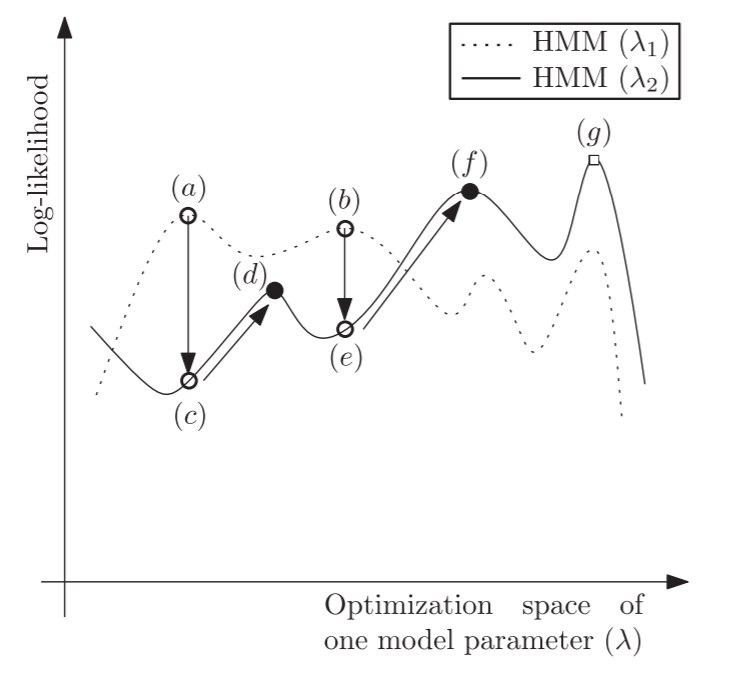 HMM (λ₁)
HMM (λ₂)
Log-likelihood
(a)
(b)
(c)
(d)
(e)
(f)
(g)
Optimization space of
one model parameter (λ)